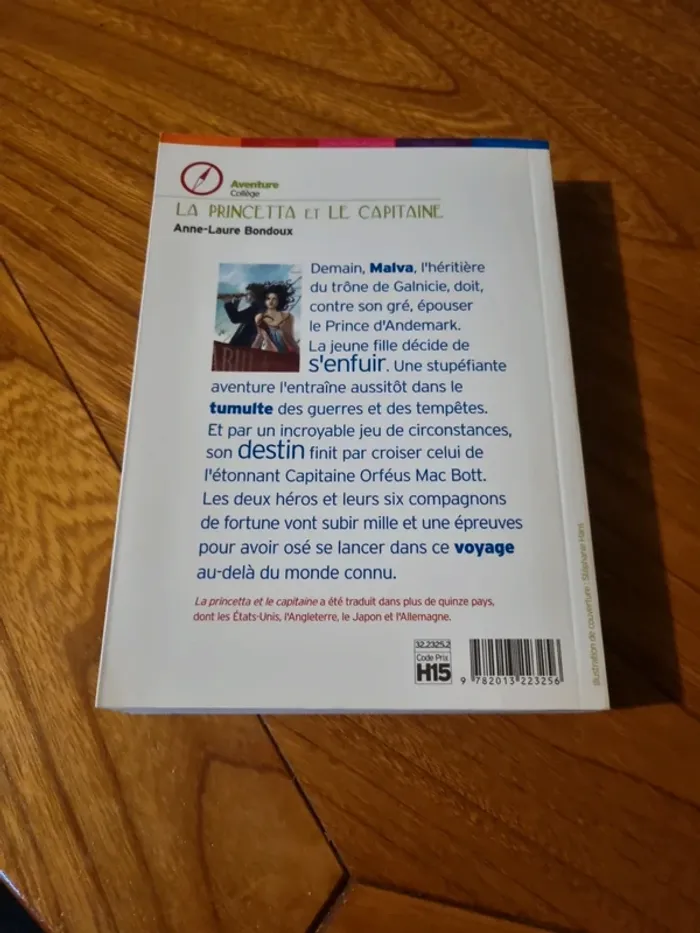 Aventure
Collège
LA PRINCETTA ET LE CAPITAINE
Anne-Laure Bondoux
Demain, Malva, l'héritière
du trône de Galnicie, doit,
contre son gré, épouser
le Prince d'Andemark.
La jeune fille décide de
s'enfuir. Une stupéfiante
aventure l'entraîne aussitôt dans le
tumulte des guerres et des tempêtes.
Et par un incroyable jeu de circonstances,
son destin finit par croiser celui de
l'étonnant Capitaine Orféus Mac Bott.
Les deux héros et leurs six compagnons
de fortune vont subir mille et une épreuves
pour avoir osé se lancer dans ce voyage
au-delà du monde connu.
La princetta et le capitaine a été traduit dans plus de quinze pays,
dont les États-Unis, l'Angleterre, le Japon et l'Allemagne.
32.2325.2
Code Prix
H15
9 782013 223256
Illustration de couverture : Stéphanie Hans